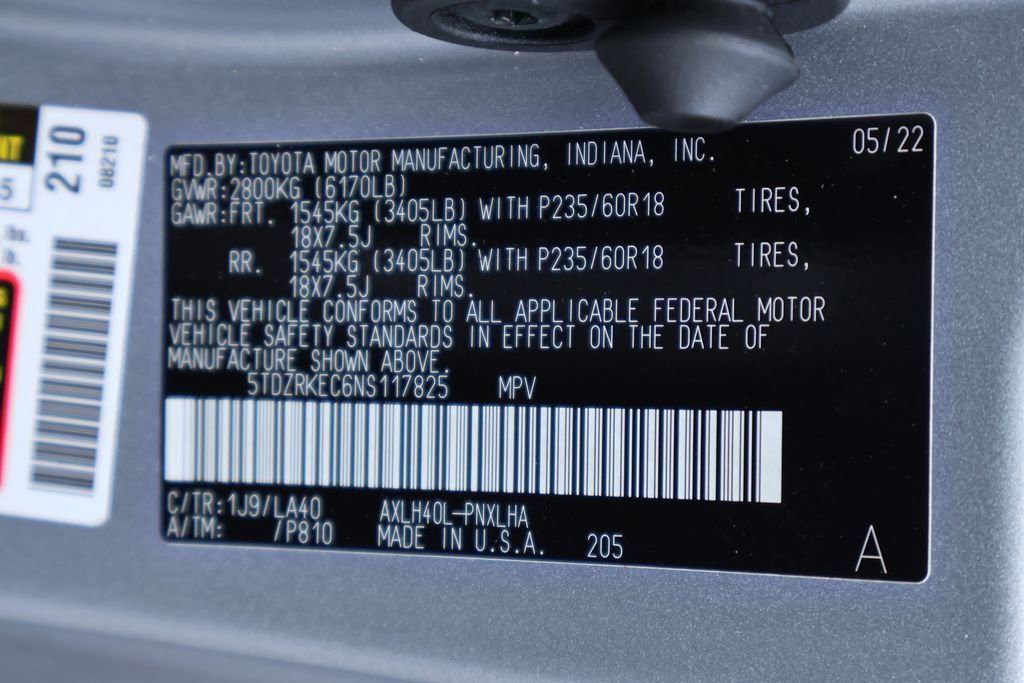 NT
5
lbs.
b.
210
08210
05/22
MFD.BY:TOYOTA MOTOR MANUFACTURING, INDIANA, INC.
GVWR:2800KG (6170LB)
GAWR:FRT. 1545KG (3405LB) WITH P235/60R18 TIRES,
18X7.5J RIMS.
RR. 1545KG (3405LB) WITH P235/60R18 TIRES,
18X7.5J RIMS.
THIS VEHICLE CONFORMS TO ALL APPLICABLE FEDERAL MOTOR
VEHICLE SAFETY STANDARDS IN EFFECT ON THE DATE OF
MANUFACTURE SHOWN ABOVE.
5TDZRKEC6NS117825 MPV
C/TR:1J9/LA40 AXLH40L-PNXLHA
A/TM: /P810 MADE IN U.S.A. 205
A